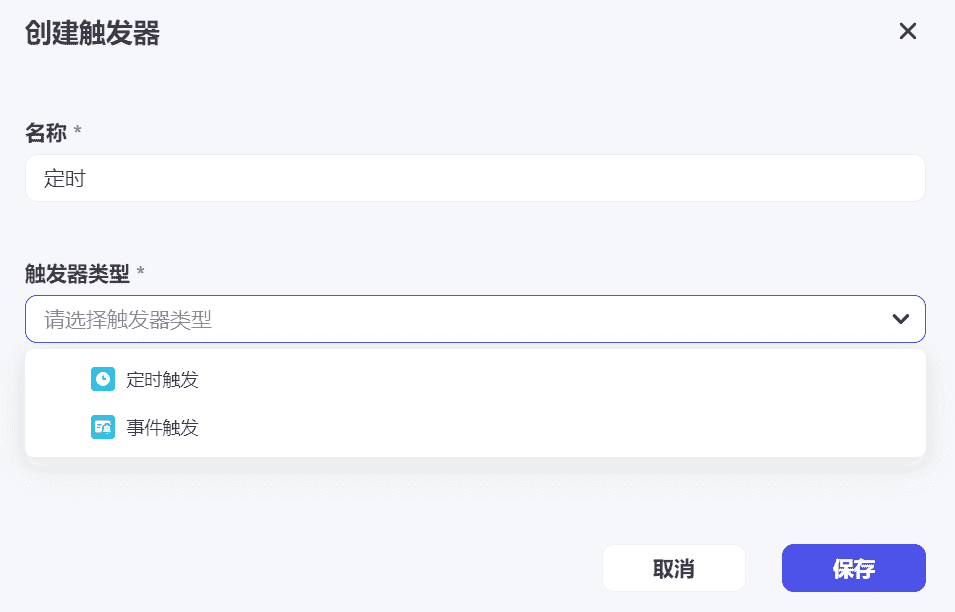 创建触发器
名称 *
定时
触发器类型 *
请选择触发器类型
定时触发
事件触发
取消 保存